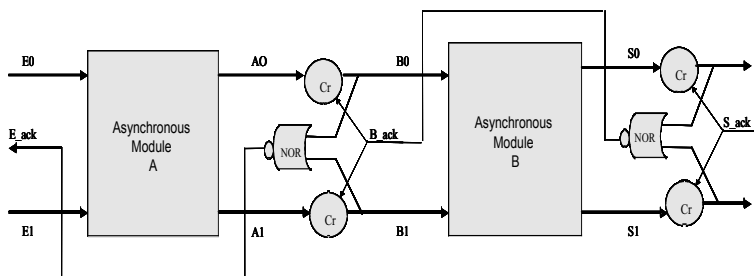 E0
AO
Cr
B0
S0
Cr
Asynchronous
Module
A
Asynchronous
Module
B
E_ack
NOR
B_ack
NOR
S_ack
E1
A1
Cr
B1
S1
Cr